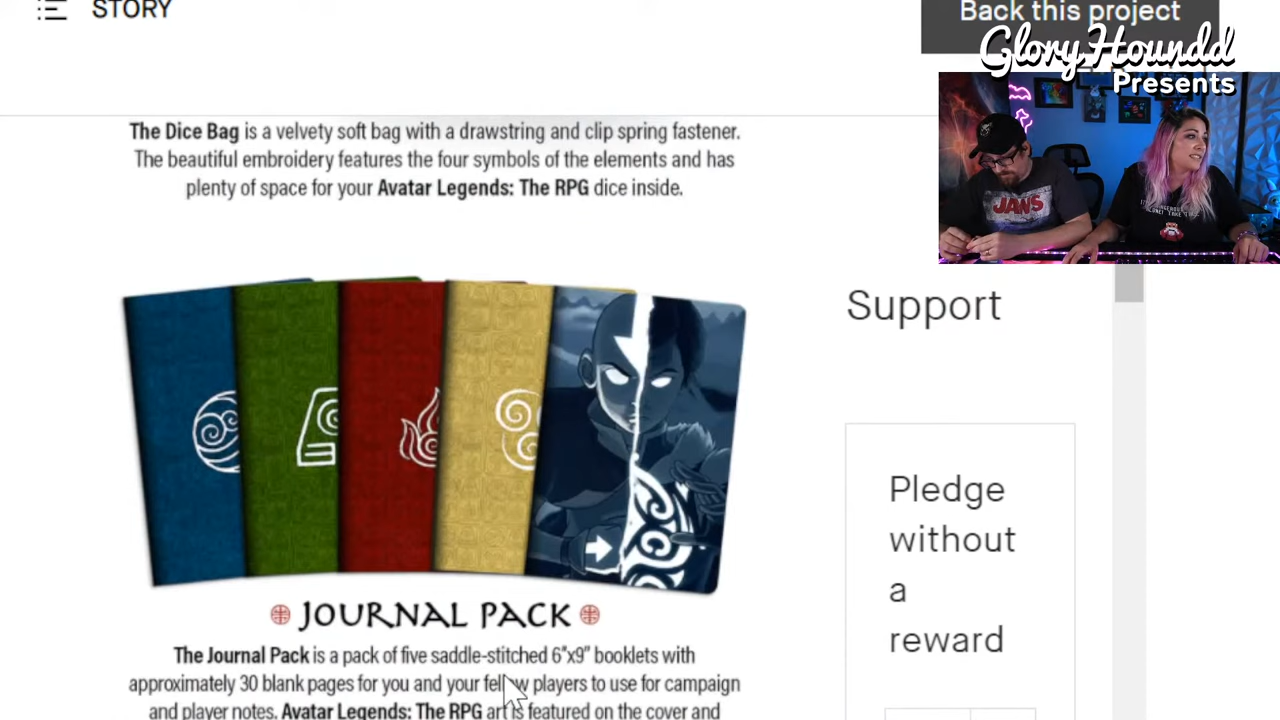 STORY
Back this project
GloryHoundd
Presents
The Dice Bag is a velvety soft bag with a drawstring and clip spring fastener.
The beautiful embroidery features the four symbols of the elements and has
plenty of space for your Avatar Legends: The RPG dice inside.
JAWS
Support
Pledge
without
a
reward
JOURNAL PACK
The Journal Pack is a pack of five saddle-stitched 6"x9" booklets with
approximately 30 blank pages for you and your fellow players to use for campaign
and player notes. Avatar Legends: The RPG art is featured on the cover and